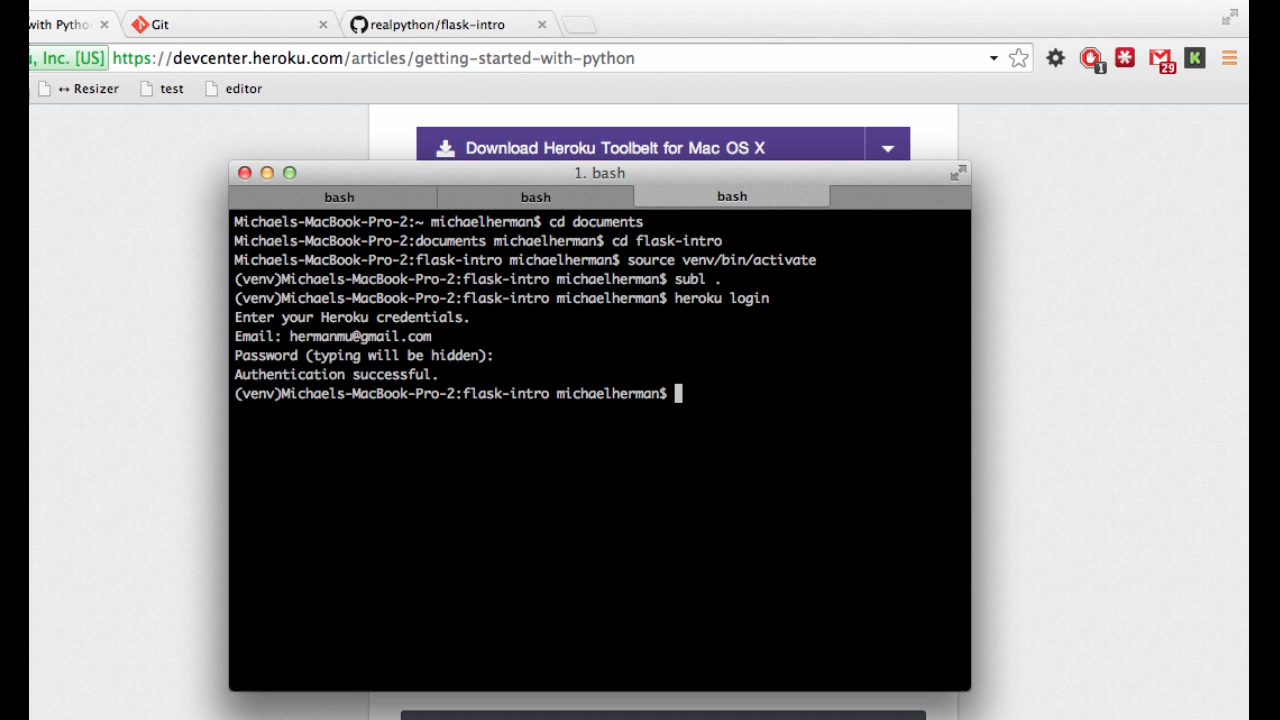 with Pytho
Git
realpython/flask-intro
, Inc. [US] https://devcenter.heroku.com/articles/getting-started-with-python
1
29
K
↔ Resizer
test
editor
Download Heroku Toolbelt for Mac OS X
1. bash
bash
bash
bash
Michaels-MacBook-Pro-2:~ michaelherman$ cd documents
Michaels-MacBook-Pro-2:documents michaelherman$ cd flask-intro
Michaels-MacBook-Pro-2:flask-intro michaelherman$ source venv/bin/activate
(venv)Michaels-MacBook-Pro-2:flask-intro michaelherman$ subl .
(venv)Michaels-MacBook-Pro-2:flask-intro michaelherman$ heroku login
Enter your Heroku credentials.
Email: hermanmu@gmail.com
Password (typing will be hidden):
Authentication successful.
(venv)Michaels-MacBook-Pro-2:flask-intro michaelherman$